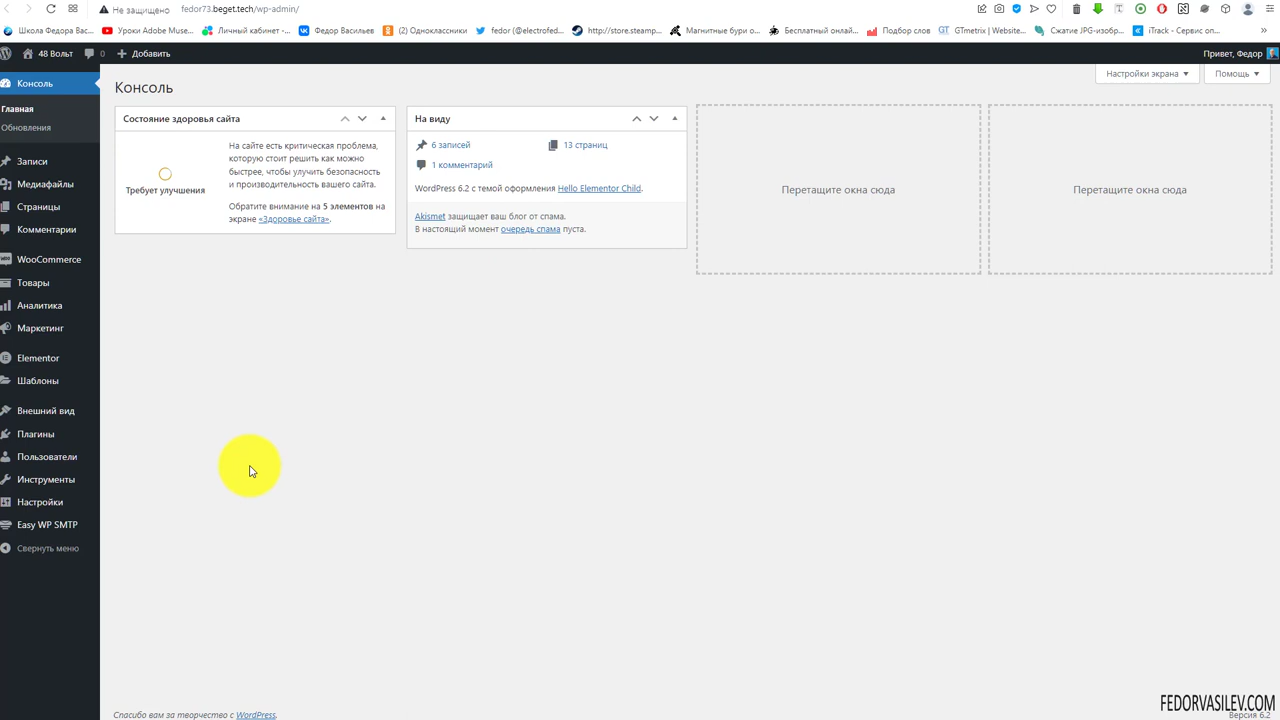 Не защищено
fedor73.beget.tech/wp-admin/
Школа Федора Вас...
Уроки Adobe Muse...
Личный кабинет -...
Федор Васильев
(2) Одноклассники
fedor (@electrofed...
http://store.steamp...
Магнитные бури о...
Бесплатный онлай...
Подбор слов
GTmetrix | Website...
Сжатие JPG-изобр...
iTrack - Сервис оп...
48 Вольт
0
Добавить
Привет, Федор
Консоль
Главная
Обновления
Записи
Медиафайлы
Страницы
Комментарии
WooCommerce
Товары
Аналитика
Маркетинг
Elementor
Шаблоны
Внешний вид
Плагины
Пользователи
Инструменты
Настройки
Easy WP SMTP
Свернуть меню
Настройки экрана
Помощь
Консоль
Состояние здоровья сайта
Требует улучшения
На сайте есть критическая проблема,
которую стоит решить как можно
быстрее, чтобы улучшить безопасность
и производительность вашего сайта.
Обратите внимание на 5 элементов на
экране «Здоровье сайта».
На виду
6 записей
13 страниц
1 комментарий
WordPress 6.2 с темой оформления Hello Elementor Child.
Akismet защищает ваш блог от спама.
В настоящий момент очередь спама пуста.
Перетащите окна сюда
Перетащите окна сюда
Спасибо вам за творчество с WordPress.
FEDORVASILEV.COM
Версия 6.2